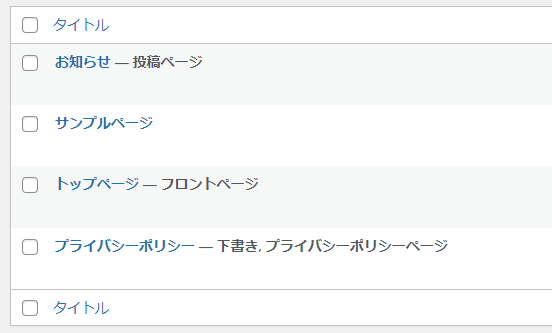 タイトル
お知らせ — 投稿ページ
サンプルページ
トップページ — フロントページ
プライバシーポリシー — 下書き, プライバシーポリシーページ
タイトル